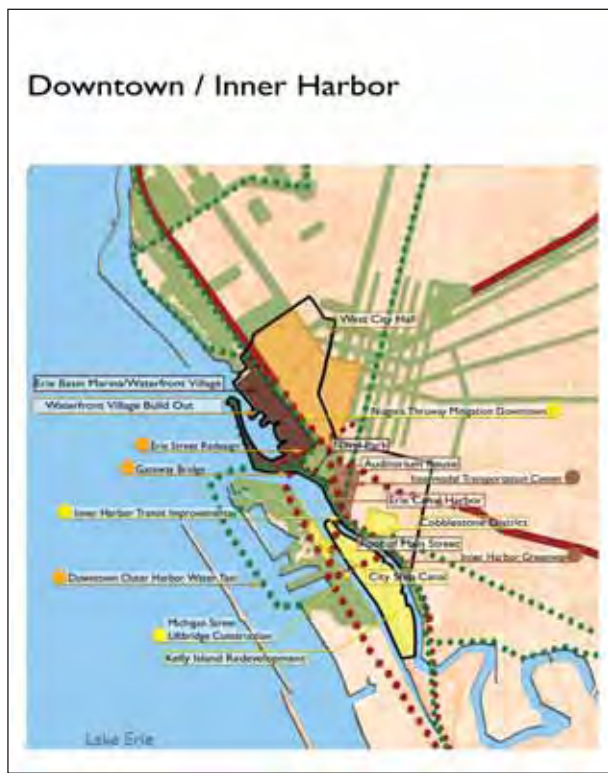 Downtown / Inner Harbor
West City Hall
Erie Basin Marina/Waterfront Village
Waterfront Village Build Out
Niagara Thruway Mitigation Downtown
Erie Street Redesign
Naval Park
Auditorium Reuse
Gateway Bridge
Intermodal Transportation Center
Erie Canal Harbor
Inner Harbor Transit Improvements
Cobblestone District
Foot of Main Street
Inner Harbor Greenway
Downtown Outer Harbor Water Taxi
City Ship Canal
Michigan Street
Liftbridge Construction
Kelly Island Redevelopment
Lake Erie